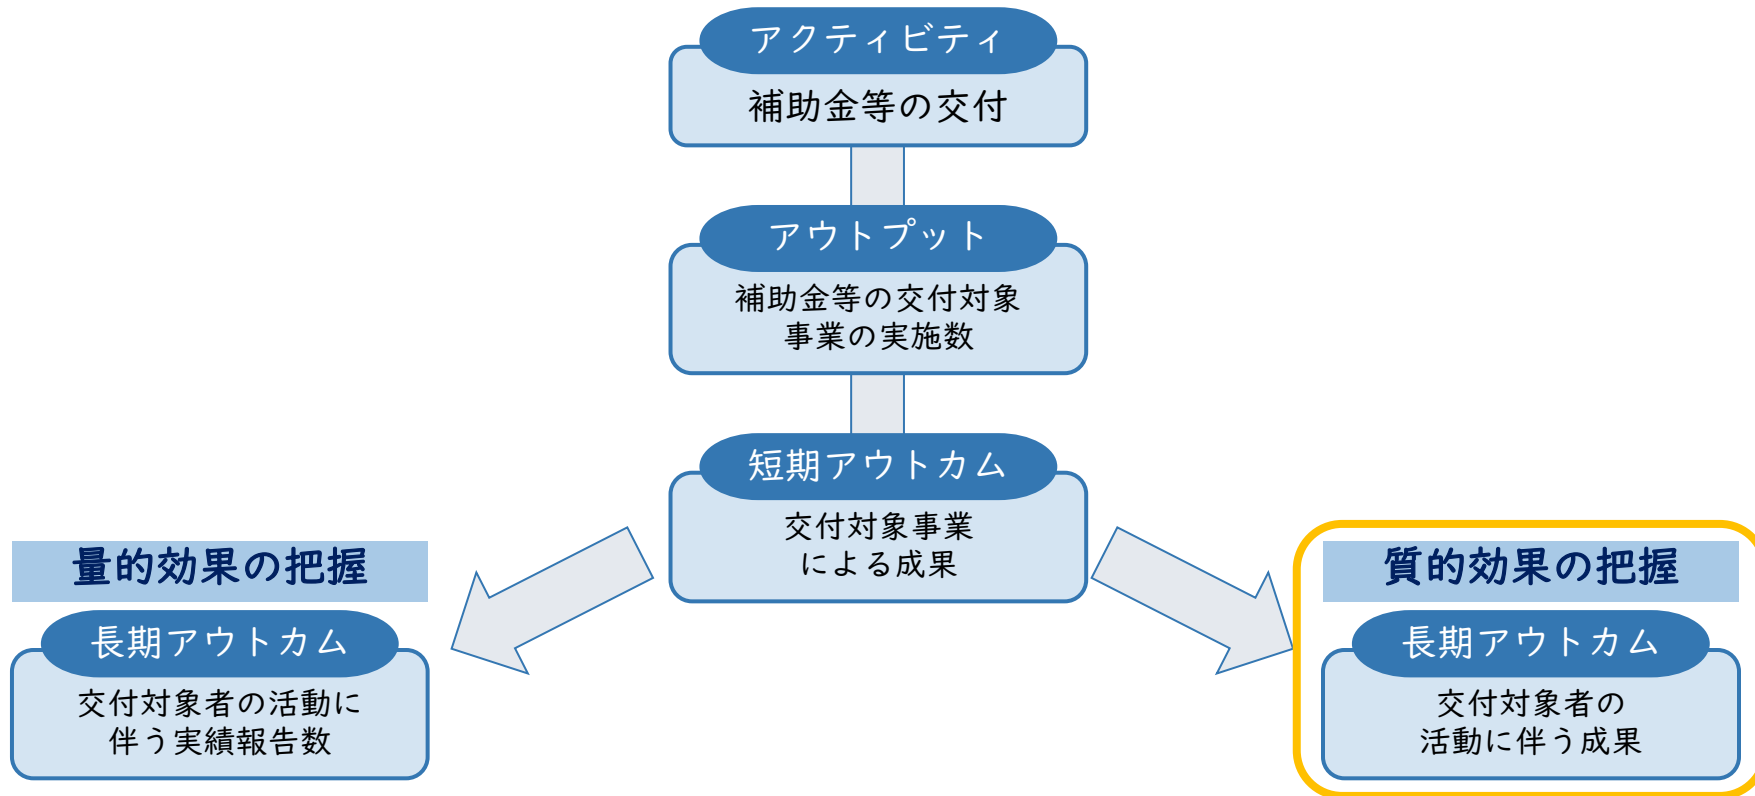 アクティビティ
補助金等の交付
アウトプット
補助金等の交付対象
事業の実施数
短期アウトカム
交付対象事業
による成果
量的効果の把握
長期アウトカム
交付対象者の活動に
伴う実績報告数
質的効果の把握
長期アウトカム
交付対象者の
活動に伴う成果